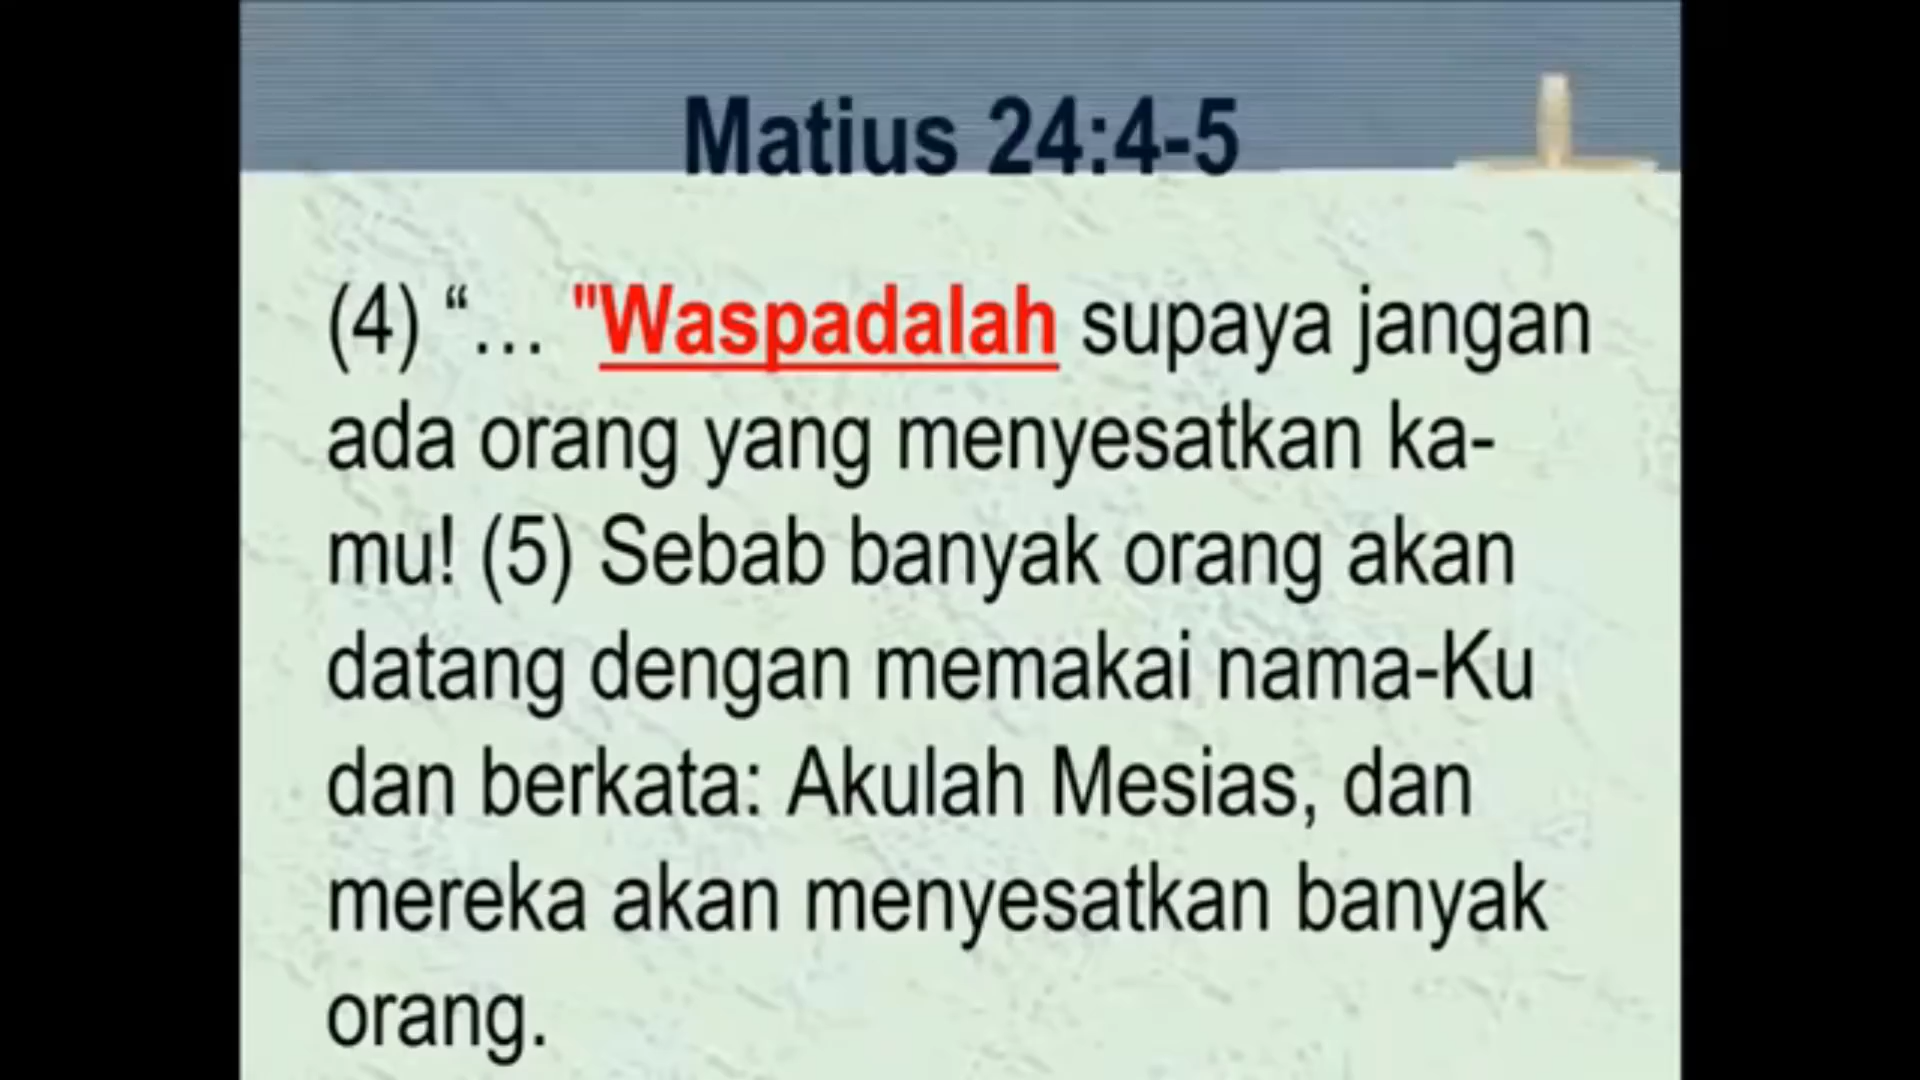 Matius 24:4-5
(4) “… "Waspadalah supaya jangan
ada orang yang menyesatkan ka-
mu! (5) Sebab banyak orang akan
datang dengan memakai nama-Ku
dan berkata: Akulah Mesias, dan
mereka akan menyesatkan banyak
orang.